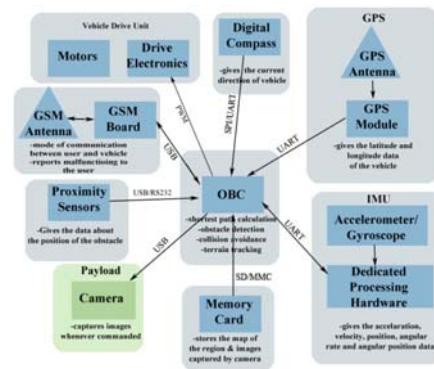 Vehicle Drive Unit
Motors
Drive
Electronics
Digital
Compass
-gives the current
direction of vehicle
GPS
GPS
Antenna
GPS
Module
-gives the latitude and
longitude data
of the vehicle
GSM
Antenna
GSM
Board
-mode of communication
between user and vehicle
-reports malfunctioning to
the user
PWM
SPI/UART
UART
USB
Proximity
Sensors
-Gives the data about
the position of the obstacle
USB/RS232
OBC
-shortest path calculation
-obstacle detection
-collision avoidance
-terrain tracking
UART
IMU
Accelerometer/
Gyroscope
Dedicated
Processing
Hardware
-gives the accelaration,
velocity, position, angular
rate and angular position data
USB
SD/MMC
Payload
Camera
-captures images
whenever commanded
Memory
Card
-stores the map of
the region & images
captured by camera